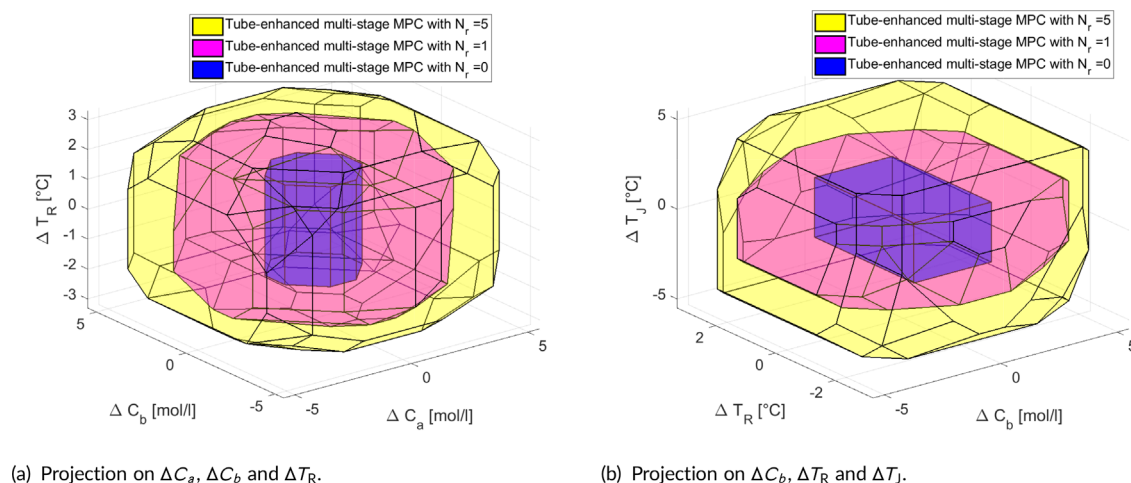 Tube-enhanced multi-stage MPC with N_r =5
Tube-enhanced multi-stage MPC with N_r =1
Tube-enhanced multi-stage MPC with N_r =0
3
2
1
0
-1
-2
-3
Δ T_R [°C]
5
0
-5
Δ C_b [mol/l]
-5
0
5
Δ C_a [mol/l]
(a) Projection on ΔC_a, ΔC_b and ΔT_R.
Tube-enhanced multi-stage MPC with N_r =5
Tube-enhanced multi-stage MPC with N_r =1
Tube-enhanced multi-stage MPC with N_r =0
5
0
-5
Δ T_J [°C]
2
0
-2
Δ T_R [°C]
-5
0
5
Δ C_b [mol/l]
(b) Projection on ΔC_b, ΔT_R and ΔT_J.